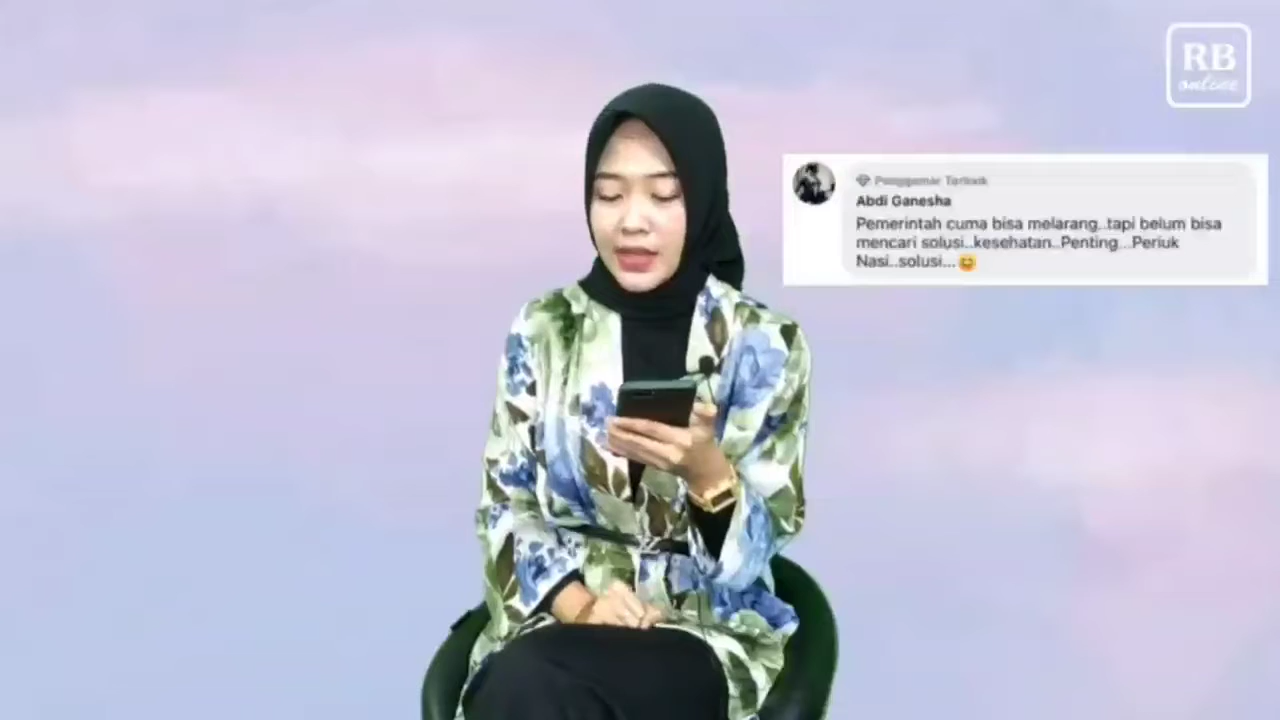 RB
online
Penggemar Terbaik
Abdi Ganesha
Pemerintah cuma bisa melarang..tapi belum bisa
mencari solusi..kesehatan..Penting...Periuk
Nasi..solusi...😄